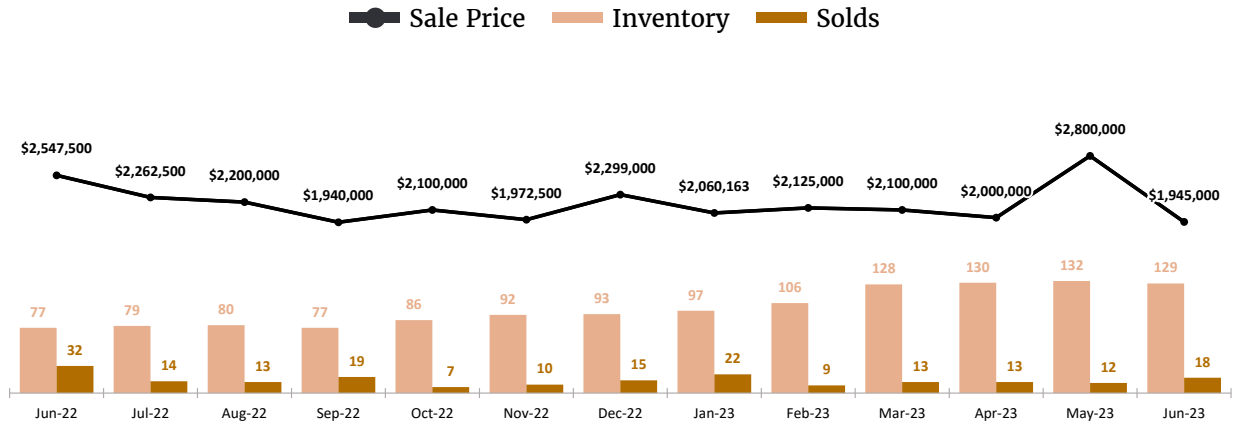 Sale Price Inventory Solds
$2,547,500 $2,262,500 $2,200,000 $1,940,000 $2,100,000 $1,972,500 $2,299,000 $2,060,163 $2,125,000 $2,100,000 $2,000,000 $2,800,000 $1,945,000
77 79 80 77 86 92 93 97 106 128 130 132 129
32 14 13 19 7 10 15 22 9 13 13 12 18
Jun-22 Jul-22 Aug-22 Sep-22 Oct-22 Nov-22 Dec-22 Jan-23 Feb-23 Mar-23 Apr-23 May-23 Jun-23